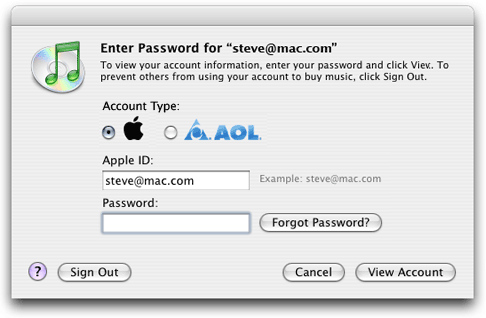 Enter Password for “steve@mac.com”
To view your account information, enter your password and click View. To
prevent others from using your account to buy music, click Sign Out.
Account Type:
AOL.
Apple ID:
steve@mac.com Example: steve@mac.com
Password:
Forgot Password?
? Sign Out Cancel View Account